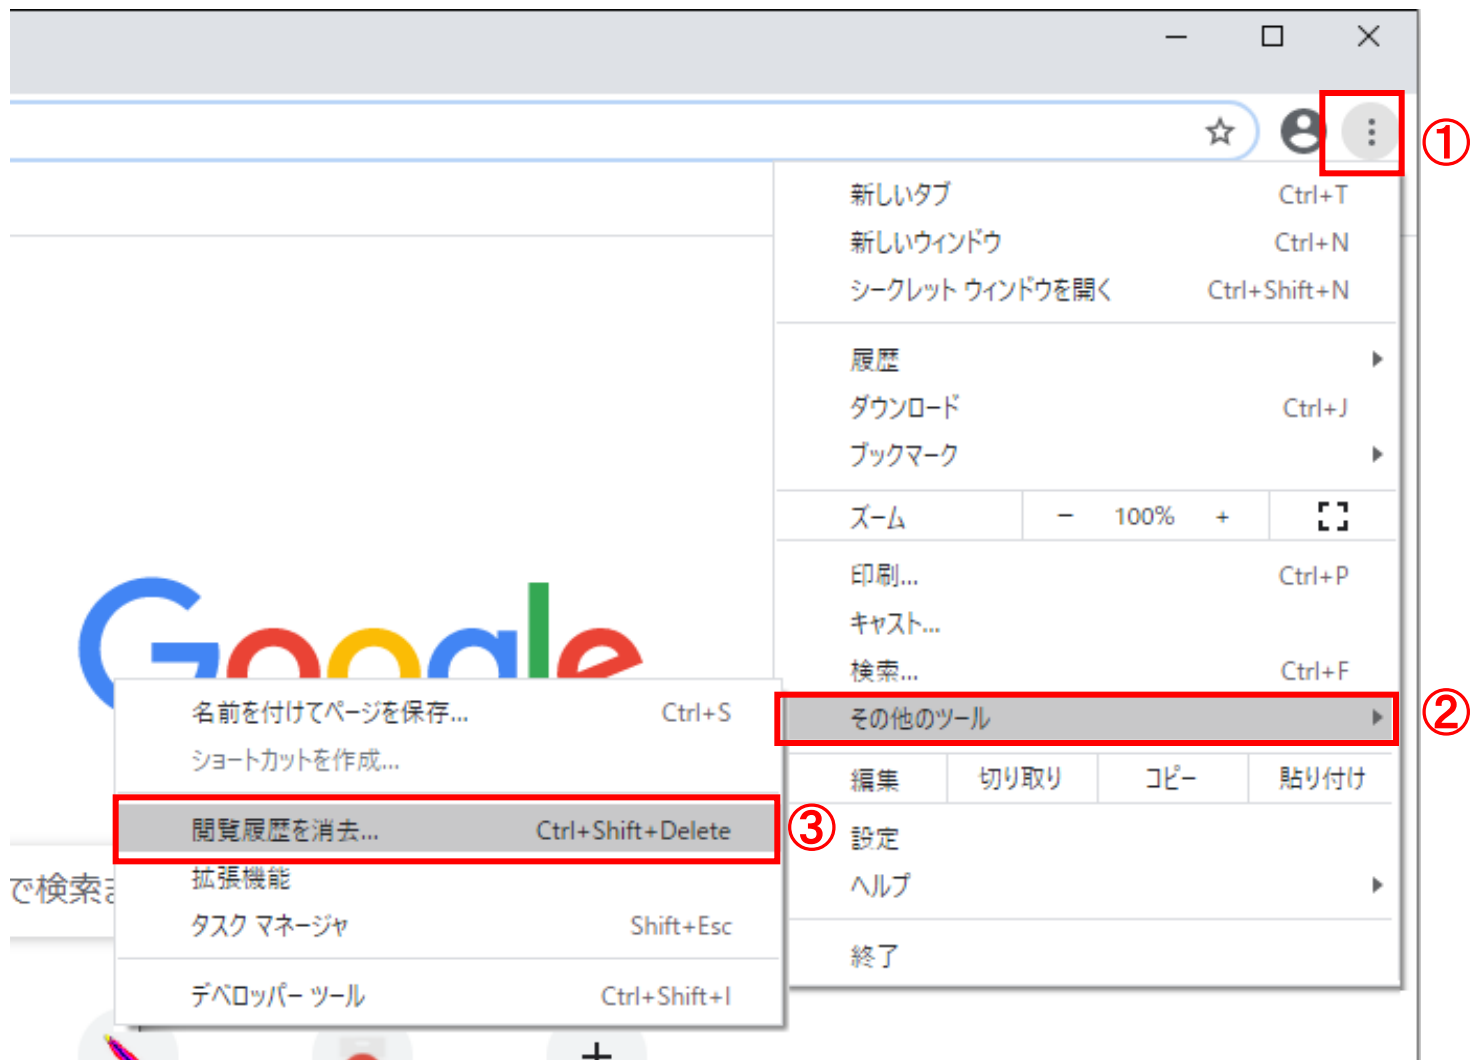 ①
新しいタブ Ctrl+T
新しいウィンドウ Ctrl+N
シークレット ウィンドウを開く Ctrl+Shift+N
履歴
ダウンロード Ctrl+J
ブックマーク
ズーム − 100% +
印刷... Ctrl+P
キャスト...
検索... Ctrl+F
その他のツール
②
編集 切り取り コピー 貼り付け
設定
ヘルプ
終了
Google
名前を付けてページを保存... Ctrl+S
ショートカットを作成...
閲覧履歴を消去... Ctrl+Shift+Delete
③
拡張機能
タスク マネージャ Shift+Esc
デベロッパー ツール Ctrl+Shift+I
で検索